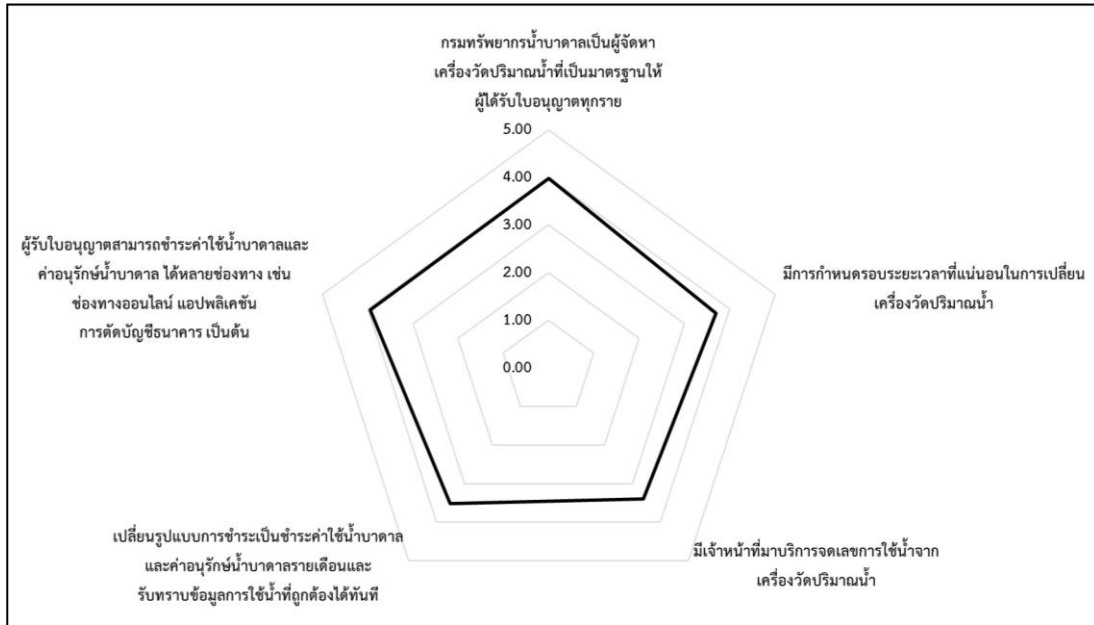 กรมทรัพยากรน้ำบาดาลเป็นผู้จัดหา
เครื่องวัดปริมาณน้ำที่เป็นมาตรฐานให้
ผู้ได้รับใบอนุญาตทุกราย
5.00
4.00
3.00
2.00
1.00
0.00
มีการกำหนดรอบระยะเวลาที่แน่นอนในการเปลี่ยน
เครื่องวัดปริมาณน้ำ
มีเจ้าหน้าที่มาบริการจดเลขการใช้น้ำจาก
เครื่องวัดปริมาณน้ำ
เปลี่ยนรูปแบบการชำระเป็นชำระค่าใช้น้ำบาดาล
และค่าอนุรักษ์น้ำบาดาลรายเดือนและ
รับทราบข้อมูลการใช้น้ำที่ถูกต้องได้ทันที
ผู้รับใบอนุญาตสามารถชำระค่าใช้น้ำบาดาลและ
ค่าอนุรักษ์น้ำบาดาล ได้หลายช่องทาง เช่น
ช่องทางออนไลน์ แอปพลิเคชัน
การตัดบัญชีธนาคาร เป็นต้น